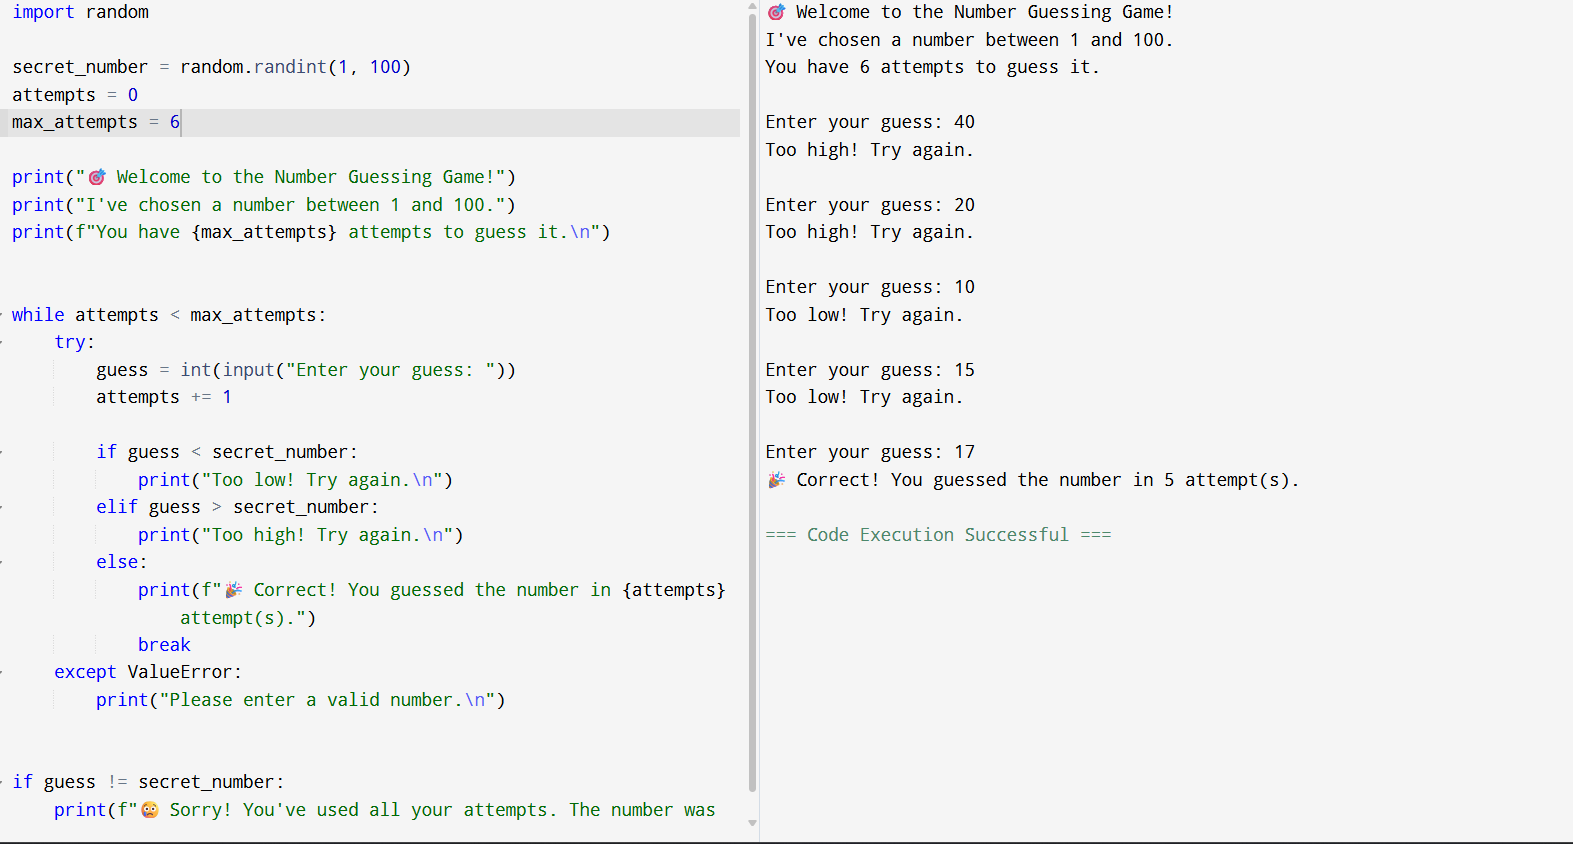 import random
secret_number = random.randint(1, 100)
attempts = 0
max_attempts = 6
print("🎯 Welcome to the Number Guessing Game!")
print("I've chosen a number between 1 and 100.")
print(f"You have {max_attempts} attempts to guess it.\n")
while attempts < max_attempts:
    try:
        guess = int(input("Enter your guess: "))
        attempts += 1
        if guess < secret_number:
            print("Too low! Try again.\n")
        elif guess > secret_number:
            print("Too high! Try again.\n")
        else:
            print(f"🎉 Correct! You guessed the number in {attempts}
                attempt(s).")
            break
    except ValueError:
        print("Please enter a valid number.\n")
if guess != secret_number:
    print(f"😢 Sorry! You've used all your attempts. The number was
🎯 Welcome to the Number Guessing Game!
I've chosen a number between 1 and 100.
You have 6 attempts to guess it.
Enter your guess: 40
Too high! Try again.
Enter your guess: 20
Too high! Try again.
Enter your guess: 10
Too low! Try again.
Enter your guess: 15
Too low! Try again.
Enter your guess: 17
🎉 Correct! You guessed the number in 5 attempt(s).
=== Code Execution Successful ===